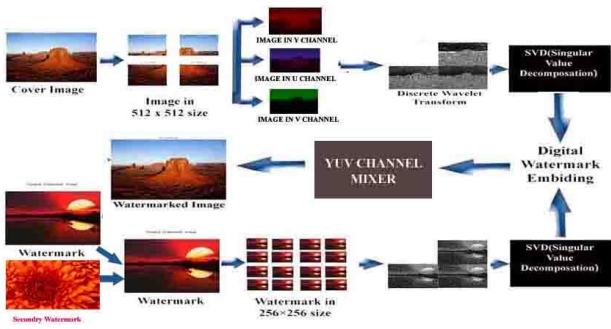 IMAGE IN Y CHANNEL
IMAGE IN U CHANNEL
IMAGE IN V CHANNEL
Cover Image
Image in
512 x 512 size
Discrete Wavelet
Transform
SVD(Singular
Value
Decomposition)
Digital
Watermark
Embiding
YUV CHANNEL
MIXER
Watermarked Image
Watermark
Secondry Watermark
Watermark
Watermark in
256×256 size
SVD(Singular
Value
Decomposition)